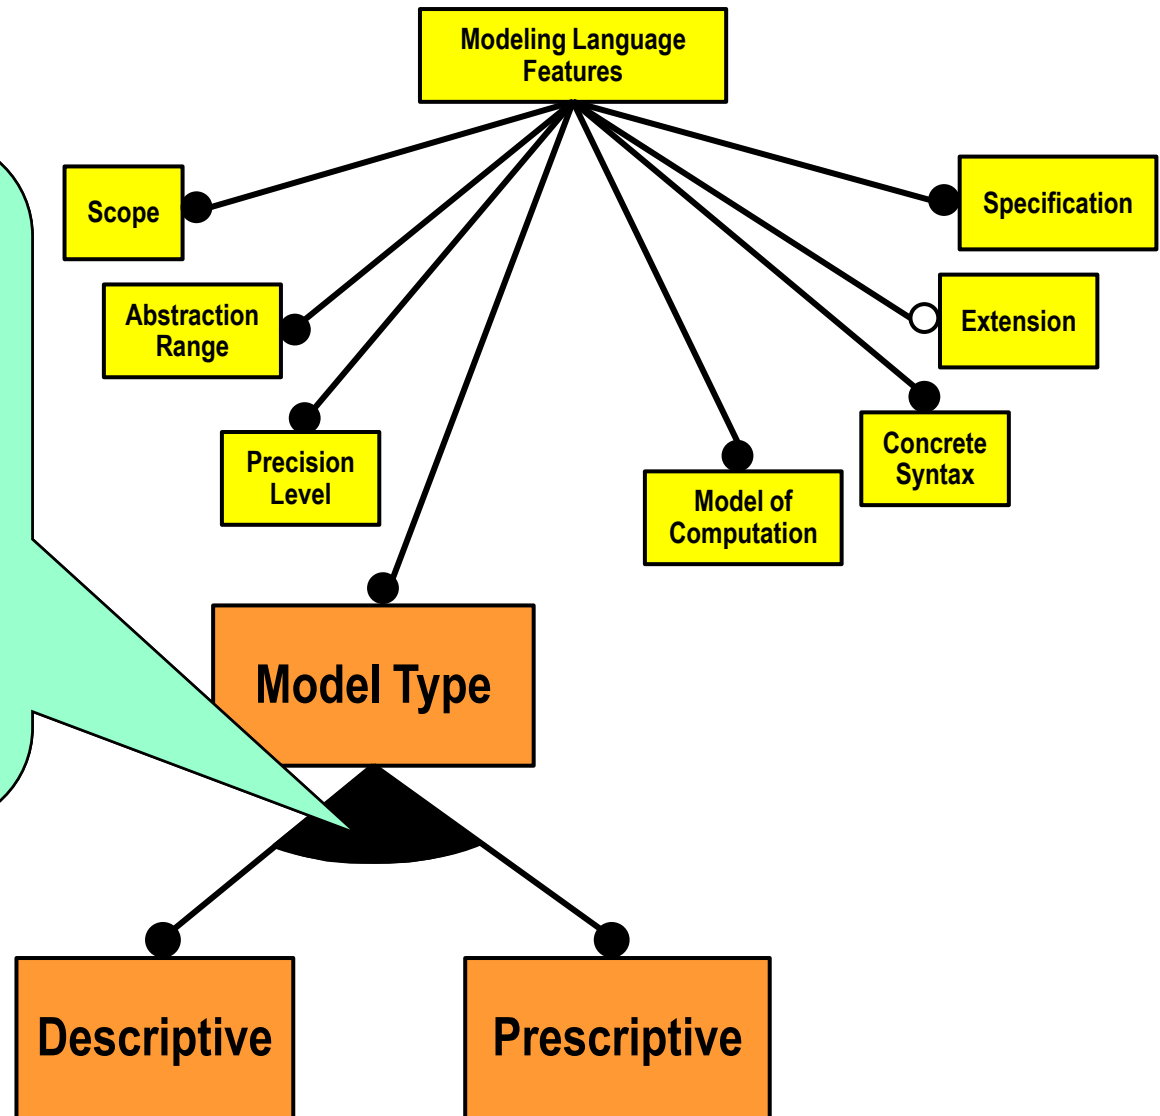 Modeling Language
Features
Scope
Specification
Abstraction
Range
Extension
Precision
Level
Concrete
Syntax
Model of
Computation
Model Type
Descriptive
Prescriptive